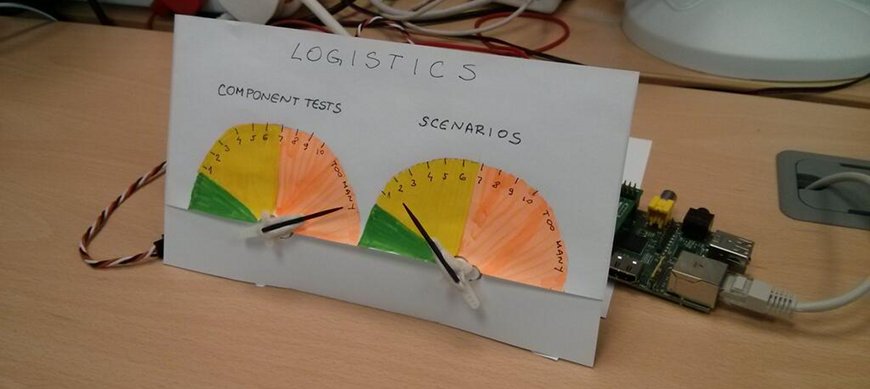 LOGISTICS
COMPONENT TESTS
1 2 3 4 5 6 7 8 9 10 TOO MANY
SCENARIOS
1 2 3 4 5 6 7 8 9 10 TOO MANY